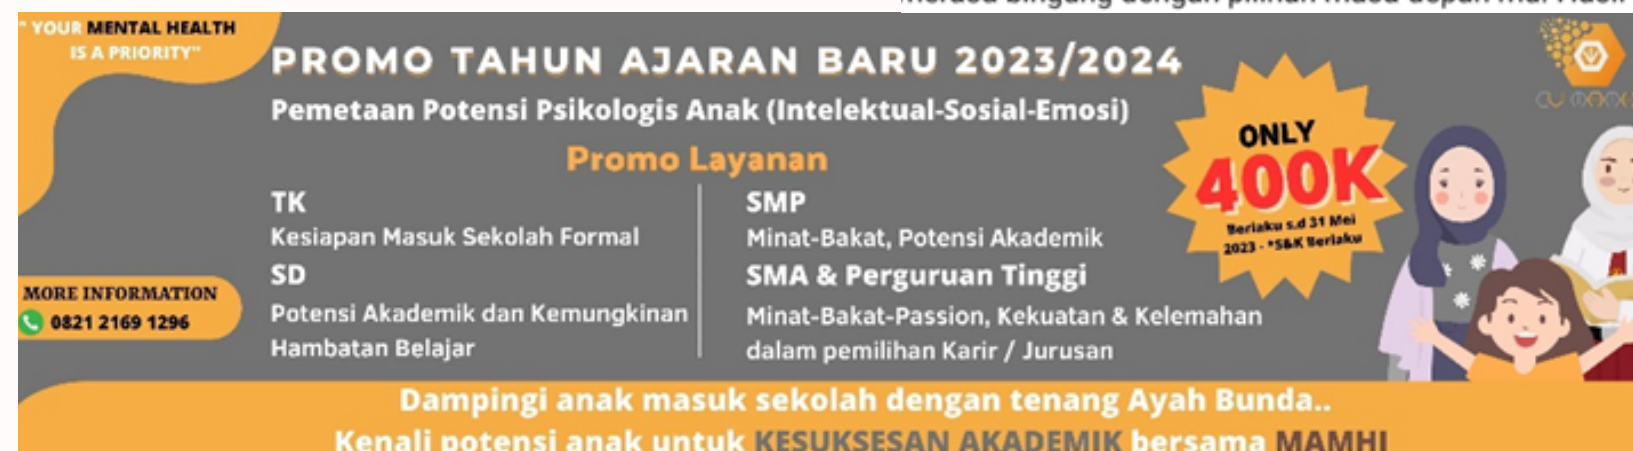 " YOUR MENTAL HEALTH
IS A PRIORITY"
PROMO TAHUN AJARAN BARU 2023/2024
Pemetaan Potensi Psikologis Anak (Intelektual-Sosial-Emosi)
Promo Layanan
TK
Kesiapan Masuk Sekolah Formal
SD
Potensi Akademik dan Kemungkinan
Hambatan Belajar
SMP
Minat-Bakat, Potensi Akademik
SMA & Perguruan Tinggi
Minat-Bakat-Passion, Kekuatan & Kelemahan
dalam pemilihan Karir / Jurusan
ONLY
400K
Berlaku s.d 31 Mei
2023 - *S&K Berlaku
MORE INFORMATION
0821 2169 1296
Dampingi anak masuk sekolah dengan tenang Ayah Bunda..
Kenali potensi anak untuk KESUKSESAN AKADEMIK bersama MAMHI